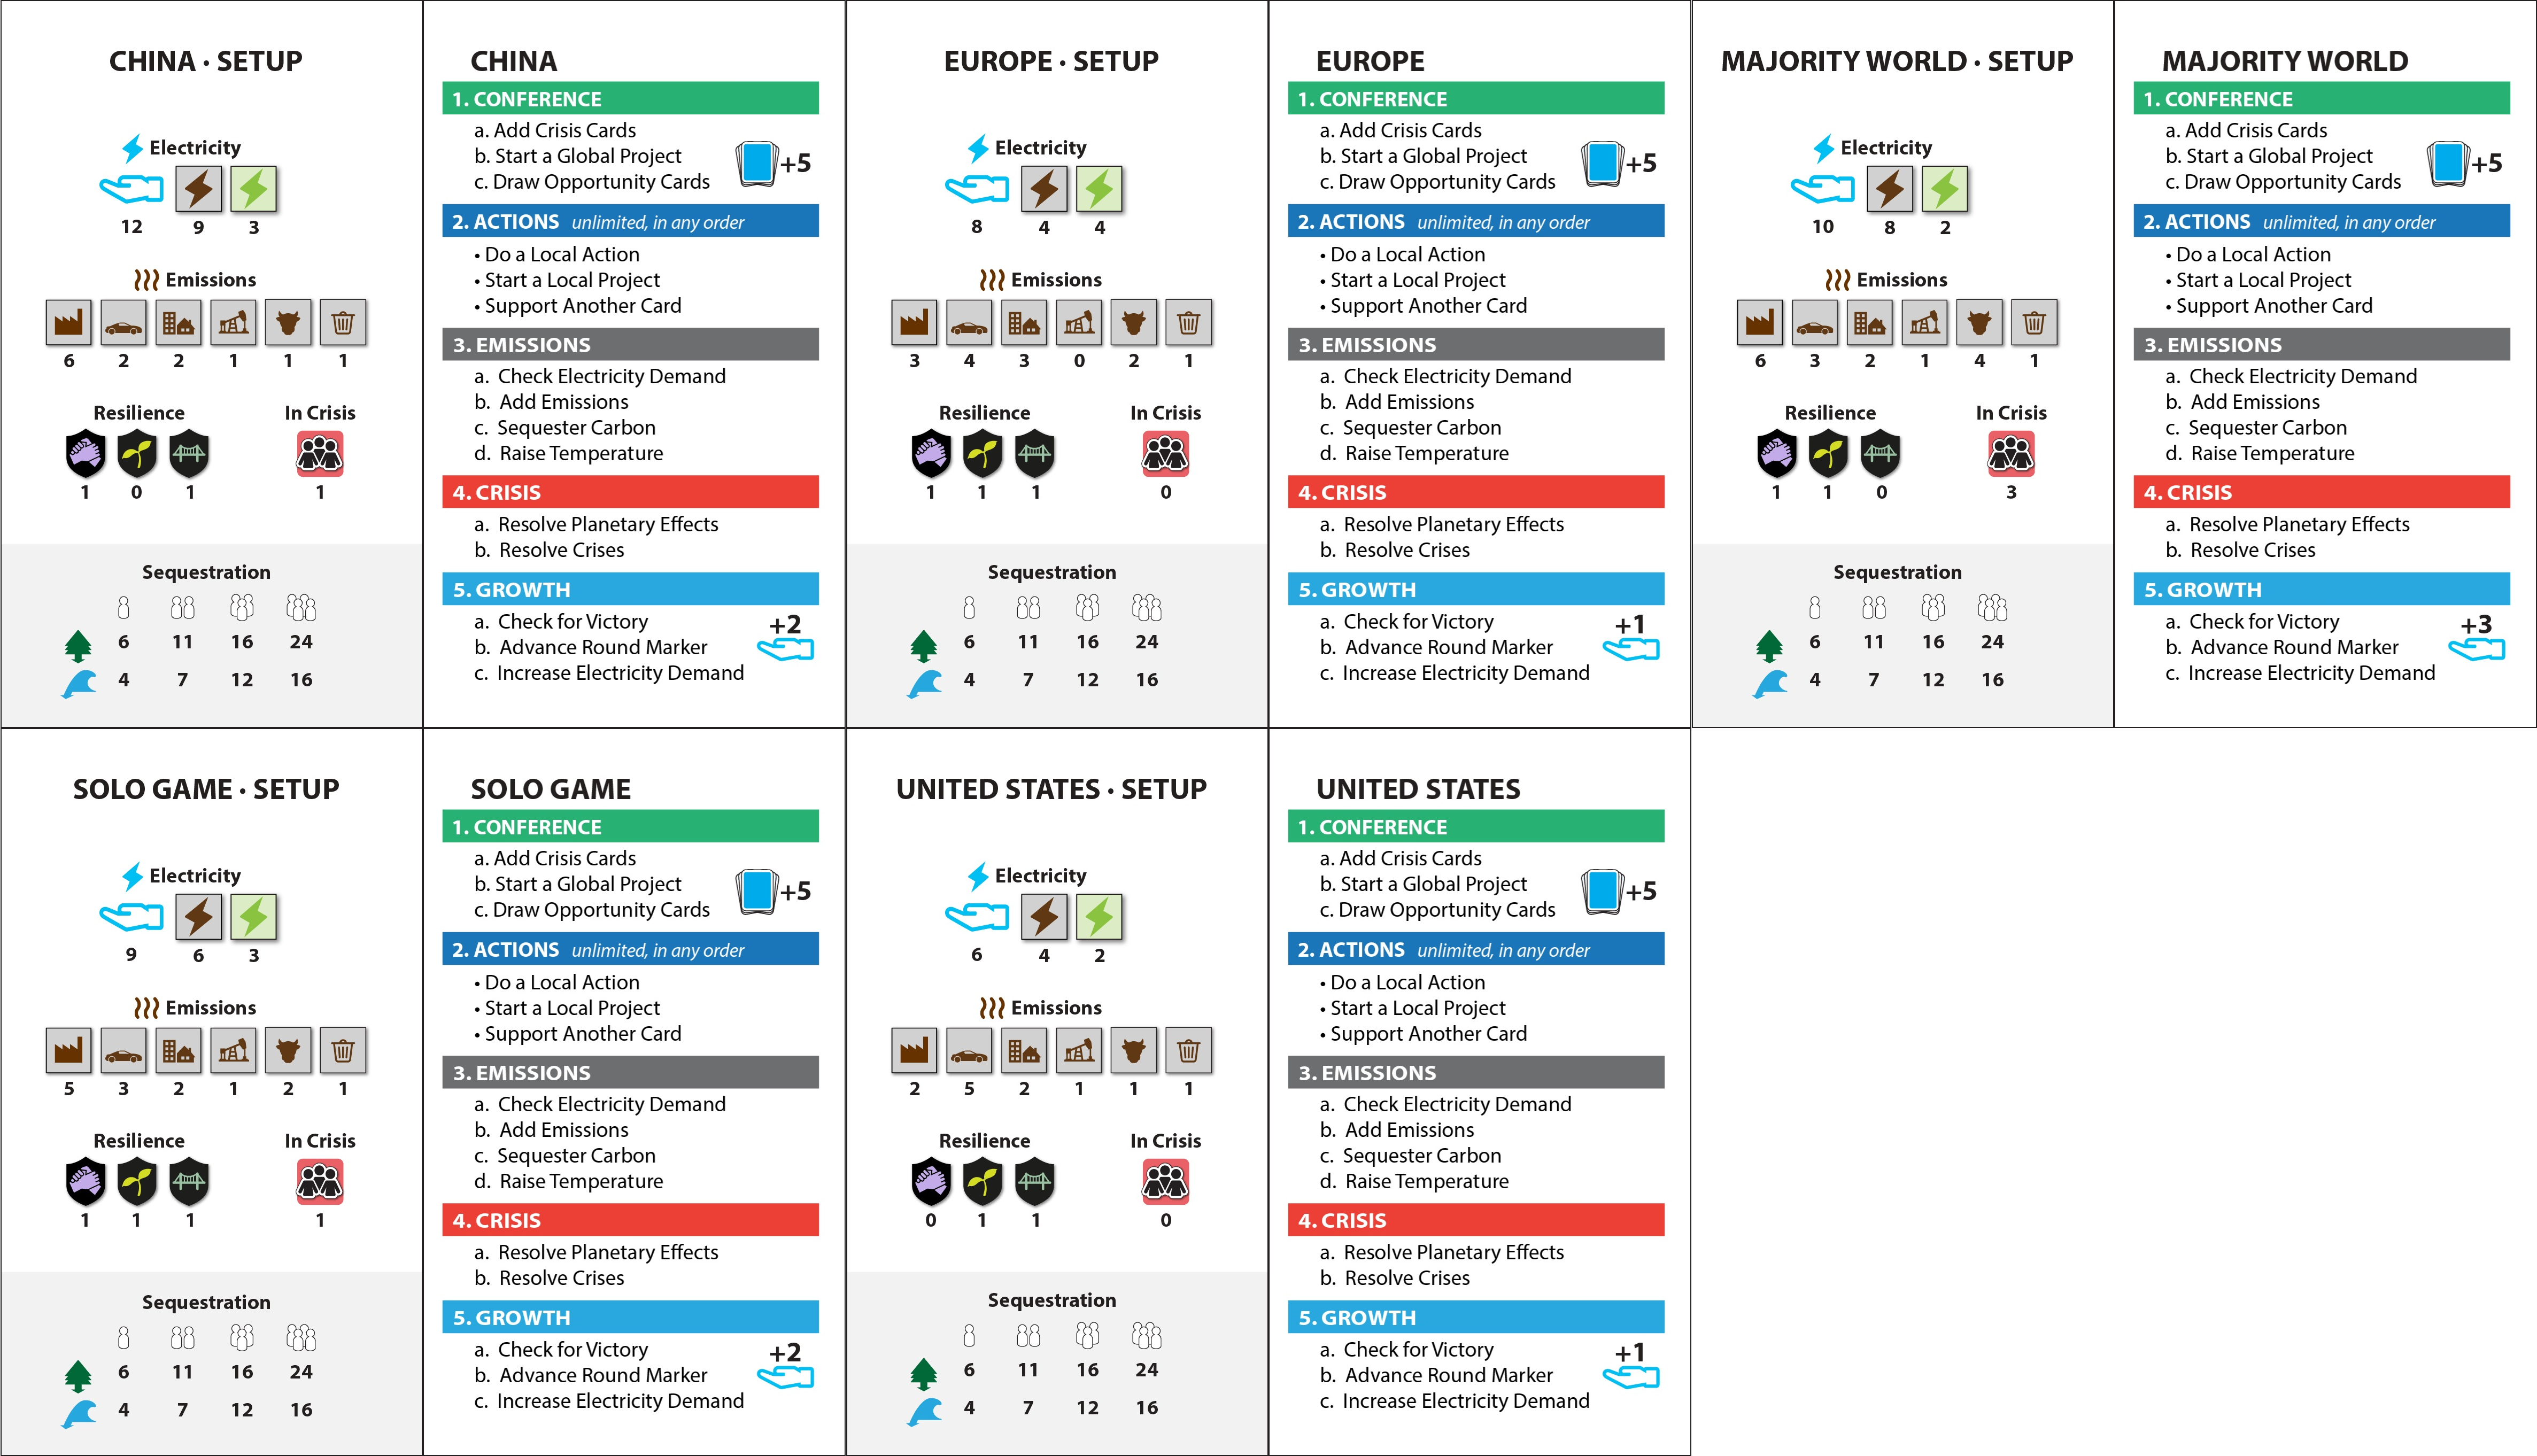 CHINA • SETUP
Electricity
12 9 3
Emissions
6 2 2 1 1 1
Resilience In Crisis
1 0 1 1
Sequestration
6 11 16 24
4 7 12 16
CHINA
1. CONFERENCE
a. Add Crisis Cards
b. Start a Global Project
c. Draw Opportunity Cards
+5
2. ACTIONS unlimited, in any order
• Do a Local Action
• Start a Local Project
• Support Another Card
3. EMISSIONS
a. Check Electricity Demand
b. Add Emissions
c. Sequester Carbon
d. Raise Temperature
4. CRISIS
a. Resolve Planetary Effects
b. Resolve Crises
5. GROWTH
a. Check for Victory
b. Advance Round Marker
c. Increase Electricity Demand
+2
EUROPE • SETUP
Electricity
8 4 4
Emissions
3 4 3 0 2 1
Resilience In Crisis
1 1 1 0
Sequestration
6 11 16 24
4 7 12 16
EUROPE
1. CONFERENCE
a. Add Crisis Cards
b. Start a Global Project
c. Draw Opportunity Cards
+5
2. ACTIONS unlimited, in any order
• Do a Local Action
• Start a Local Project
• Support Another Card
3. EMISSIONS
a. Check Electricity Demand
b. Add Emissions
c. Sequester Carbon
d. Raise Temperature
4. CRISIS
a. Resolve Planetary Effects
b. Resolve Crises
5. GROWTH
a. Check for Victory
b. Advance Round Marker
c. Increase Electricity Demand
+1
MAJORITY WORLD • SETUP
Electricity
10 8 2
Emissions
6 3 2 1 4 1
Resilience In Crisis
1 1 0 3
Sequestration
6 11 16 24
4 7 12 16
MAJORITY WORLD
1. CONFERENCE
a. Add Crisis Cards
b. Start a Global Project
c. Draw Opportunity Cards
+5
2. ACTIONS unlimited, in any order
• Do a Local Action
• Start a Local Project
• Support Another Card
3. EMISSIONS
a. Check Electricity Demand
b. Add Emissions
c. Sequester Carbon
d. Raise Temperature
4. CRISIS
a. Resolve Planetary Effects
b. Resolve Crises
5. GROWTH
a. Check for Victory
b. Advance Round Marker
c. Increase Electricity Demand
+3
SOLO GAME • SETUP
Electricity
9 6 3
Emissions
5 3 2 1 2 1
Resilience In Crisis
1 1 1 1
Sequestration
6 11 16 24
4 7 12 16
SOLO GAME
1. CONFERENCE
a. Add Crisis Cards
b. Start a Global Project
c. Draw Opportunity Cards
+5
2. ACTIONS unlimited, in any order
• Do a Local Action
• Start a Local Project
• Support Another Card
3. EMISSIONS
a. Check Electricity Demand
b. Add Emissions
c. Sequester Carbon
d. Raise Temperature
4. CRISIS
a. Resolve Planetary Effects
b. Resolve Crises
5. GROWTH
a. Check for Victory
b. Advance Round Marker
c. Increase Electricity Demand
+2
UNITED STATES • SETUP
Electricity
6 4 2
Emissions
2 5 2 1 1 1
Resilience In Crisis
0 1 1 0
Sequestration
6 11 16 24
4 7 12 16
UNITED STATES
1. CONFERENCE
a. Add Crisis Cards
b. Start a Global Project
c. Draw Opportunity Cards
+5
2. ACTIONS unlimited, in any order
• Do a Local Action
• Start a Local Project
• Support Another Card
3. EMISSIONS
a. Check Electricity Demand
b. Add Emissions
c. Sequester Carbon
d. Raise Temperature
4. CRISIS
a. Resolve Planetary Effects
b. Resolve Crises
5. GROWTH
a. Check for Victory
b. Advance Round Marker
c. Increase Electricity Demand
+1